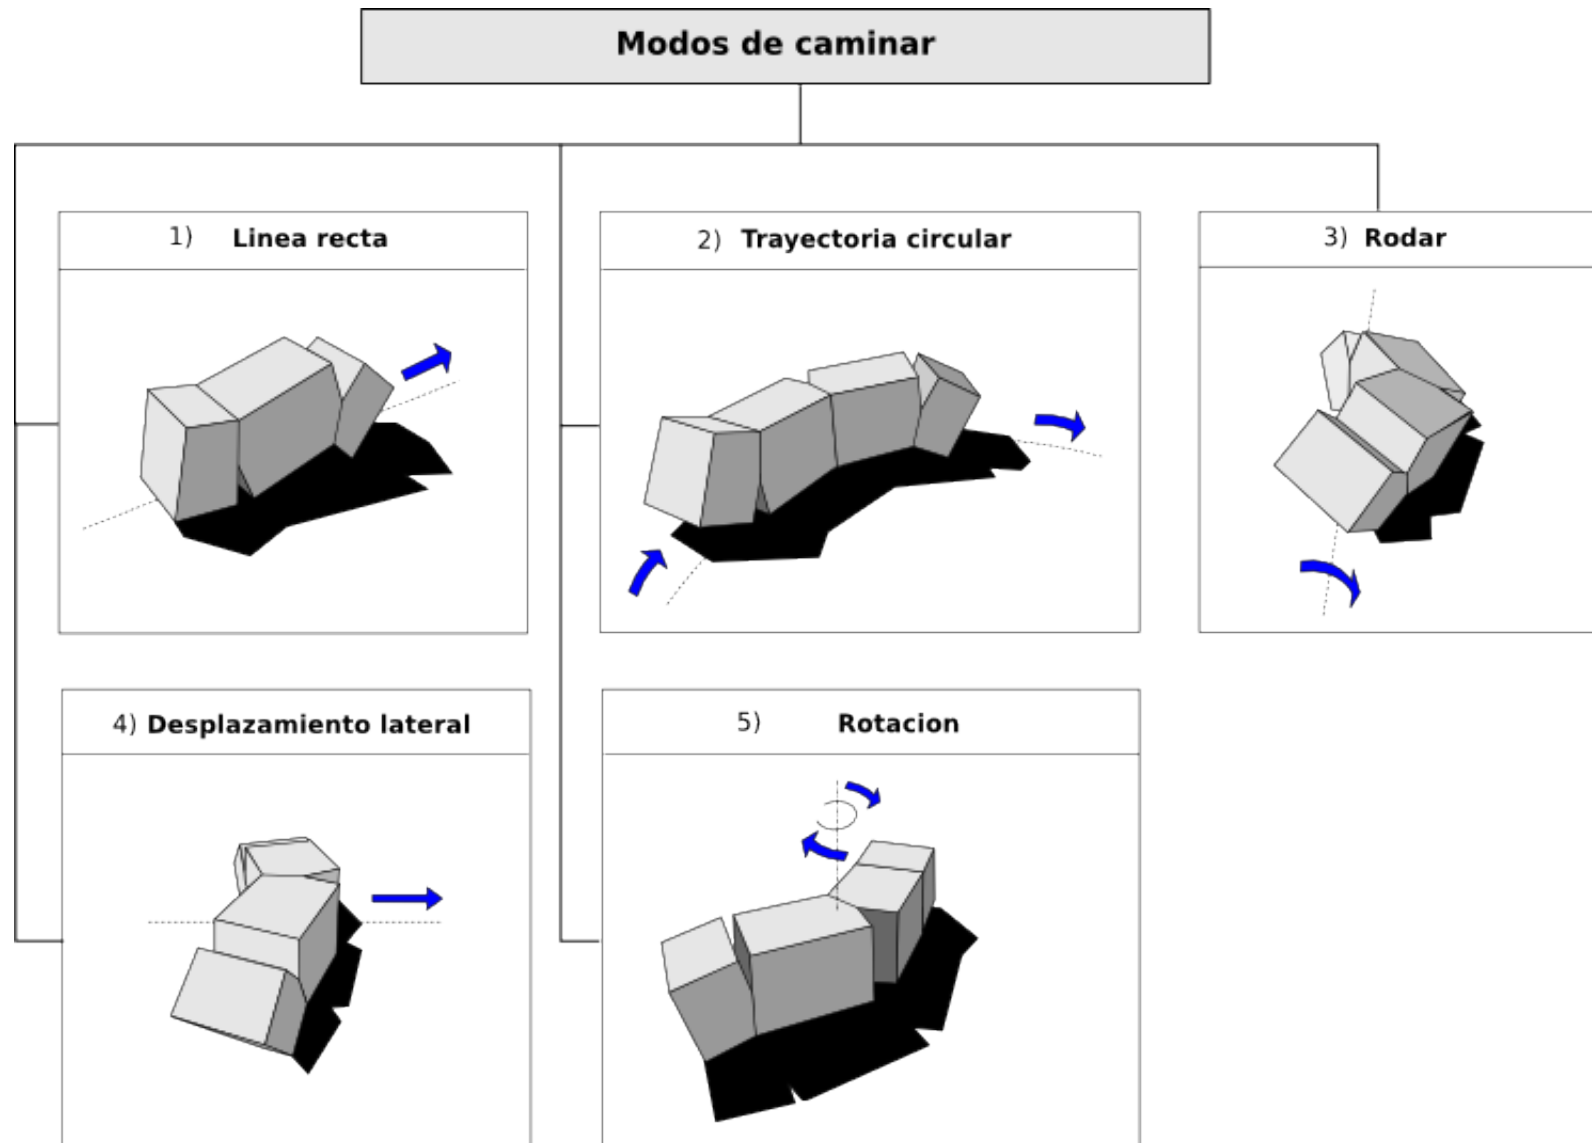 Modos de caminar
1) Linea recta
2) Trayectoria circular
3) Rodar
4) Desplazamiento lateral
5) Rotacion